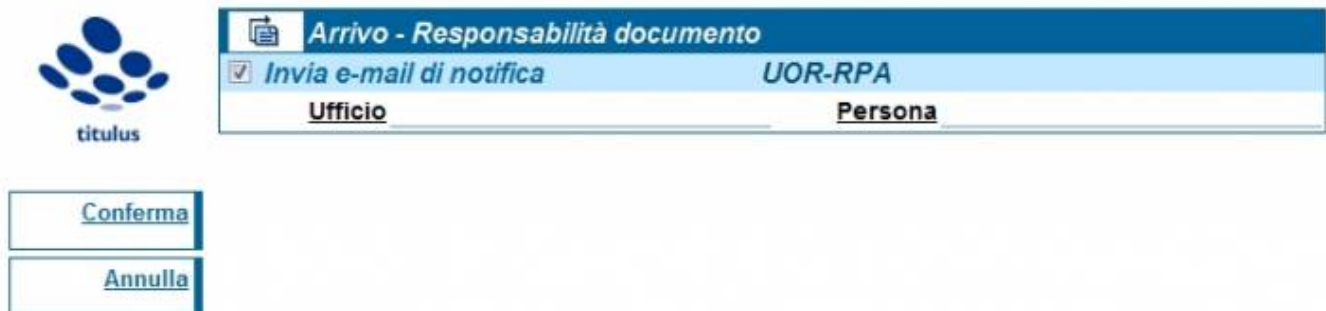 titulus
Arrivo - Responsabilità documento
Invia e-mail di notifica UOR-RPA
Ufficio Persona
Conferma
Annulla